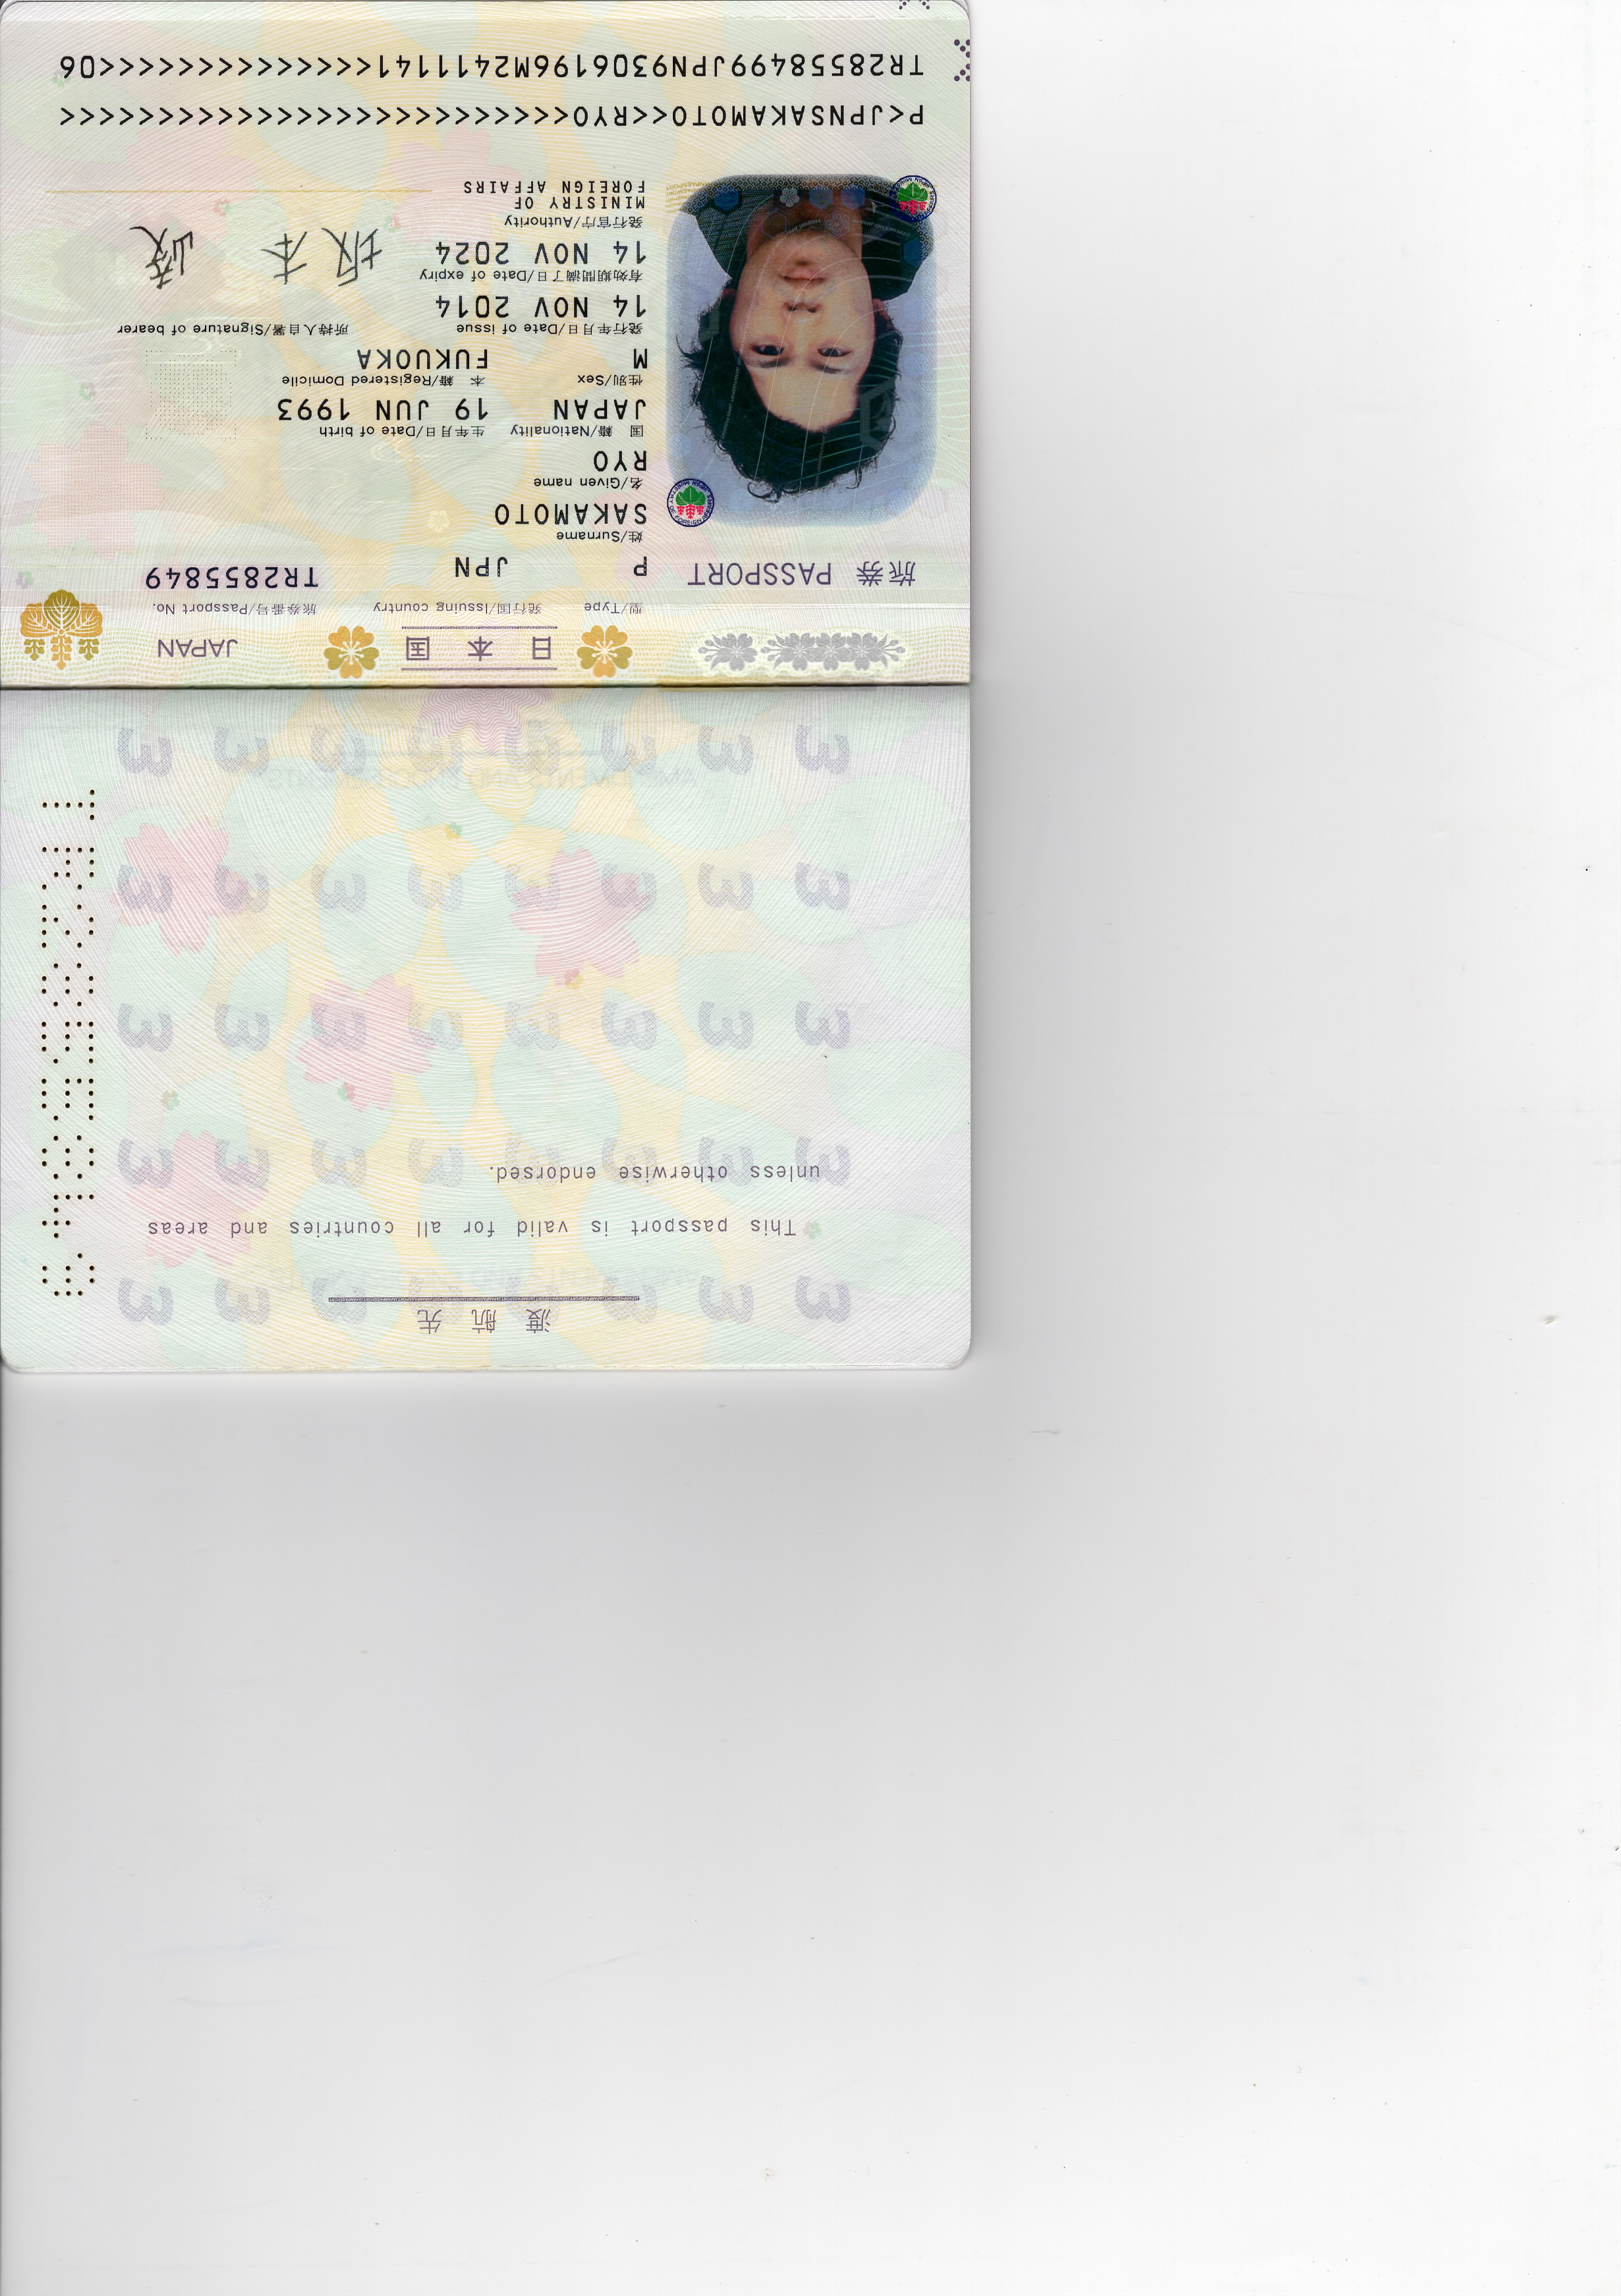 渡航先
This passport is valid for all countries and areas
unless otherwise endorsed.
TR2855849
日本国 JAPAN
旅券 PASSPORT
型/Type 発行国/Issuing country 旅券番号/Passport No.
P JPN TR2855849
姓/Surname
SAKAMOTO
名/Given name
RYO
国 籍/Nationality 生年月日/Date of birth
JAPAN 19 JUN 1993
性別/Sex 本 籍/Registered Domicile
M FUKUOKA
発行年月日/Date of issue 所持人自署/Signature of bearer
14 NOV 2014
有効期間満了日/Date of expiry
14 NOV 2024
坂本
発行官庁/Authority
MINISTRY OF
FOREIGN AFFAIRS
P<JPNSAKAMOTO<<RYO<<<<<<<<<<<<<<<<<<<<<<<<<<
TR28558499JPN9306196M2411141<<<<<<<<<<<<<<06